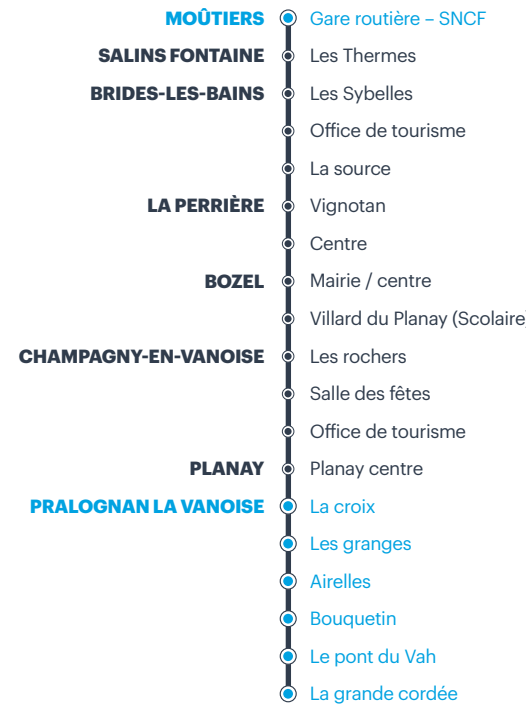 MOÛTIERS Gare routière – SNCF
SALINS FONTAINE Les Thermes
BRIDES-LES-BAINS Les Sybelles
Office de tourisme
La source
LA PERRIÈRE Vignotan
Centre
BOZEL Mairie / centre
Villard du Planay (Scolaire)
CHAMPAGNY-EN-VANOISE Les rochers
Salle des fêtes
Office de tourisme
PLANAY Planay centre
PRALOGNAN LA VANOISE La croix
Les granges
Airelles
Bouquetin
Le pont du Vah
La grande cordée